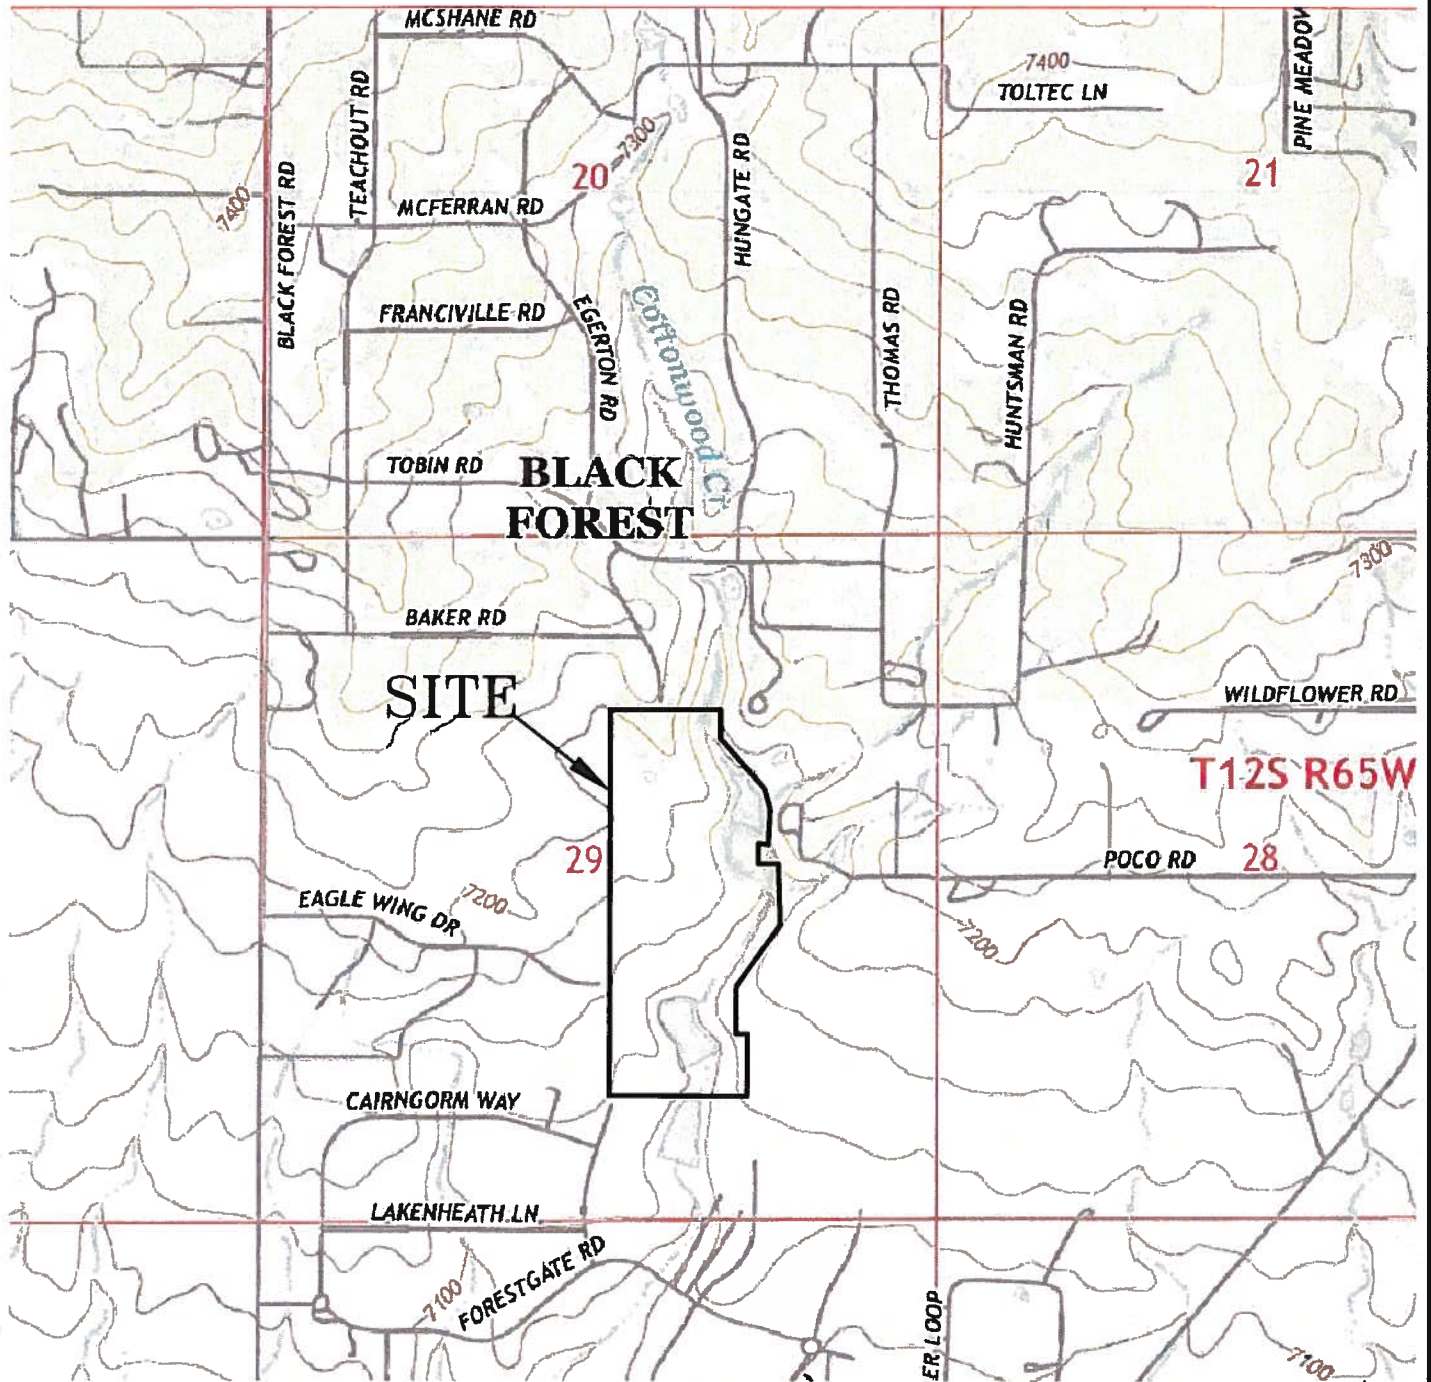 MCSHANE RD
7400
TOLTEC LN
PINE MEADOW
TEACHOUT RD
7300
20
HUNGATE RD
21
BLACK FOREST RD
7400
MCFERRAN RD
FRANCIVILLE RD
EGERTON RD
Cottonwood Cr
THOMAS RD
HUNTSMAN RD
TOBIN RD
BLACK
FOREST
7300
BAKER RD
SITE
WILDFLOWER RD
T12S R65W
29
POCO RD
28
EAGLE WING DR
7200
7200
CAIRNGORM WAY
LAKENHEATH LN
FORESTGATE RD
7100
ER LOOP
7100